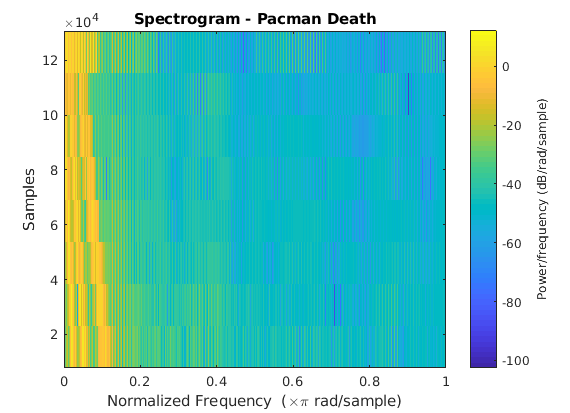 Spectrogram - Pacman Death
×10⁴
12
10
8
6
4
2
Samples
0 0.2 0.4 0.6 0.8 1
Normalized Frequency (×π rad/sample)
0
-20
-40
-60
-80
-100
Power/frequency (dB/rad/sample)